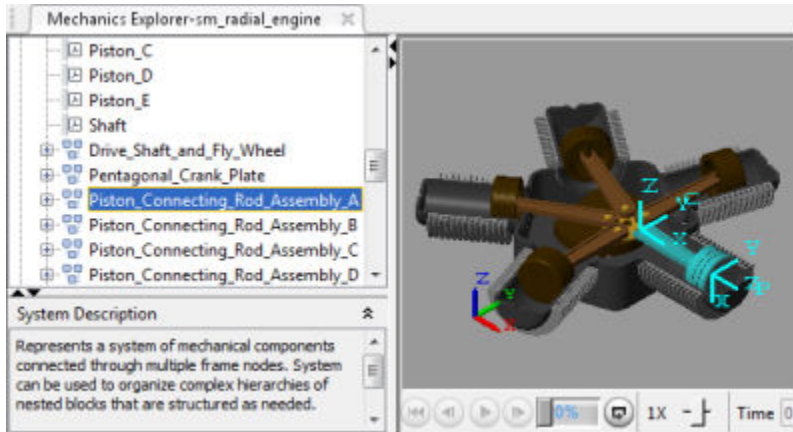 Mechanics Explorer-sm_radial_engine
Piston_C
Piston_D
Piston_E
Shaft
Drive_Shaft_and_Fly_Wheel
Pentagonal_Crank_Plate
Piston_Connecting_Rod_Assembly_A
Piston_Connecting_Rod_Assembly_B
Piston_Connecting_Rod_Assembly_C
Piston_Connecting_Rod_Assembly_D
System Description
Represents a system of mechanical components
connected through multiple frame nodes. System
can be used to organize complex hierarchies of
nested blocks that are structured as needed.
Z
Y
X
Y
X
Z
Y
X
0%
1X
Time 0